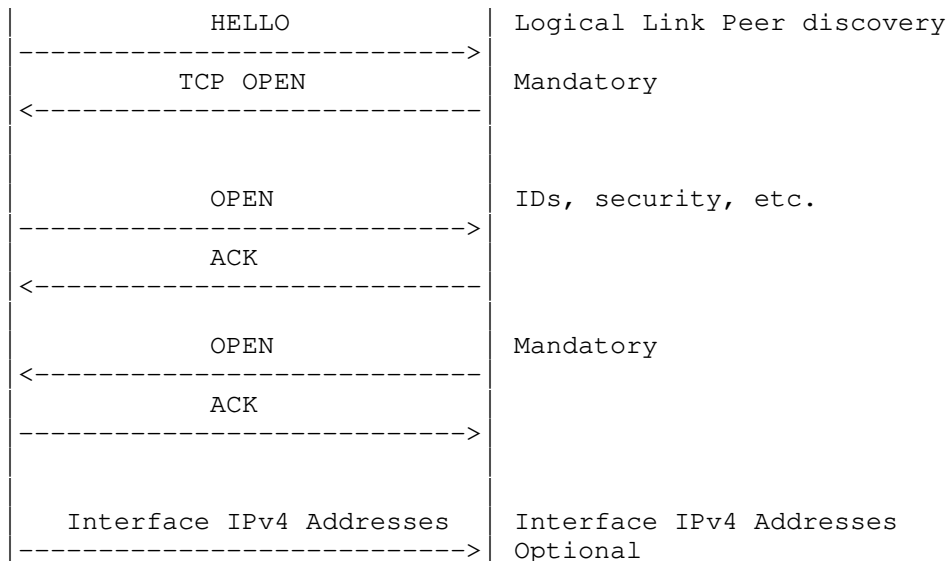 |           HELLO            | Logical Link Peer discovery
|---------------------------->|
|          TCP OPEN           | Mandatory
|<----------------------------|
|                             |
|                             |
|            OPEN             | IDs, security, etc.
|---------------------------->|
|            ACK              |
|<----------------------------|
|                             |
|            OPEN             | Mandatory
|<----------------------------|
|            ACK              |
|---------------------------->|
|                             |
|                             |
|   Interface IPv4 Addresses  | Interface IPv4 Addresses
|---------------------------->| Optional